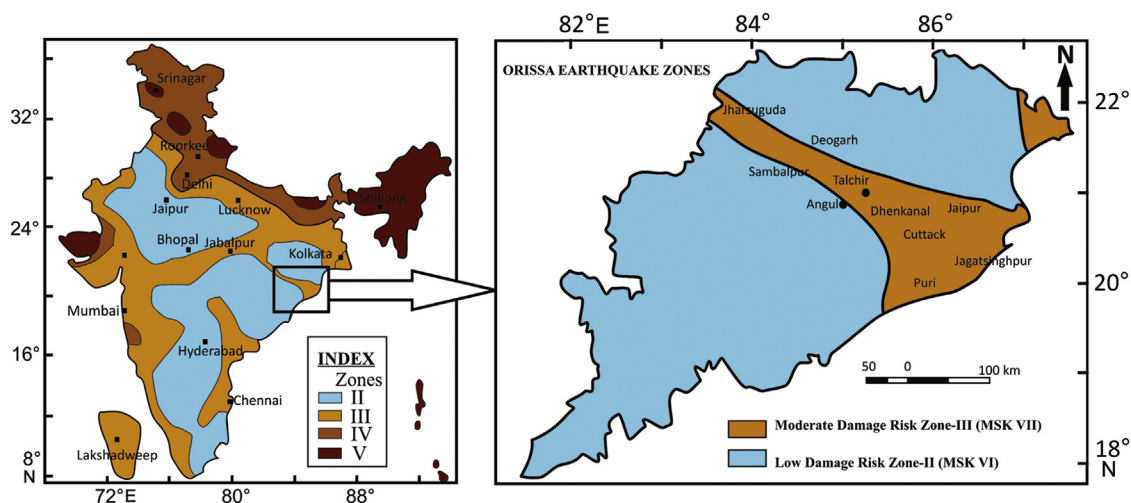 Srinagar
32°
Roorkee
Delhi
Shillong
Jaipur
Lucknow
24°
Bhopal
Jabalpur
Kolkata
Mumbai
16°
Hyderabad
Chennai
Lakshadweep
8°
N
72°E
80°
88°
INDEX
Zones
II
III
IV
V
82°E
84°
86°
ORISSA EARTHQUAKE ZONES
N
22°
Jharsuguda
Deogarh
Sambalpur
Talchir
Angul
Dhenkanal
Jaipur
Cuttack
Jagatsinghpur
Puri
20°
50
0
100 km
Moderate Damage Risk Zone-III (MSK VII)
Low Damage Risk Zone-II (MSK VI)
18°
N